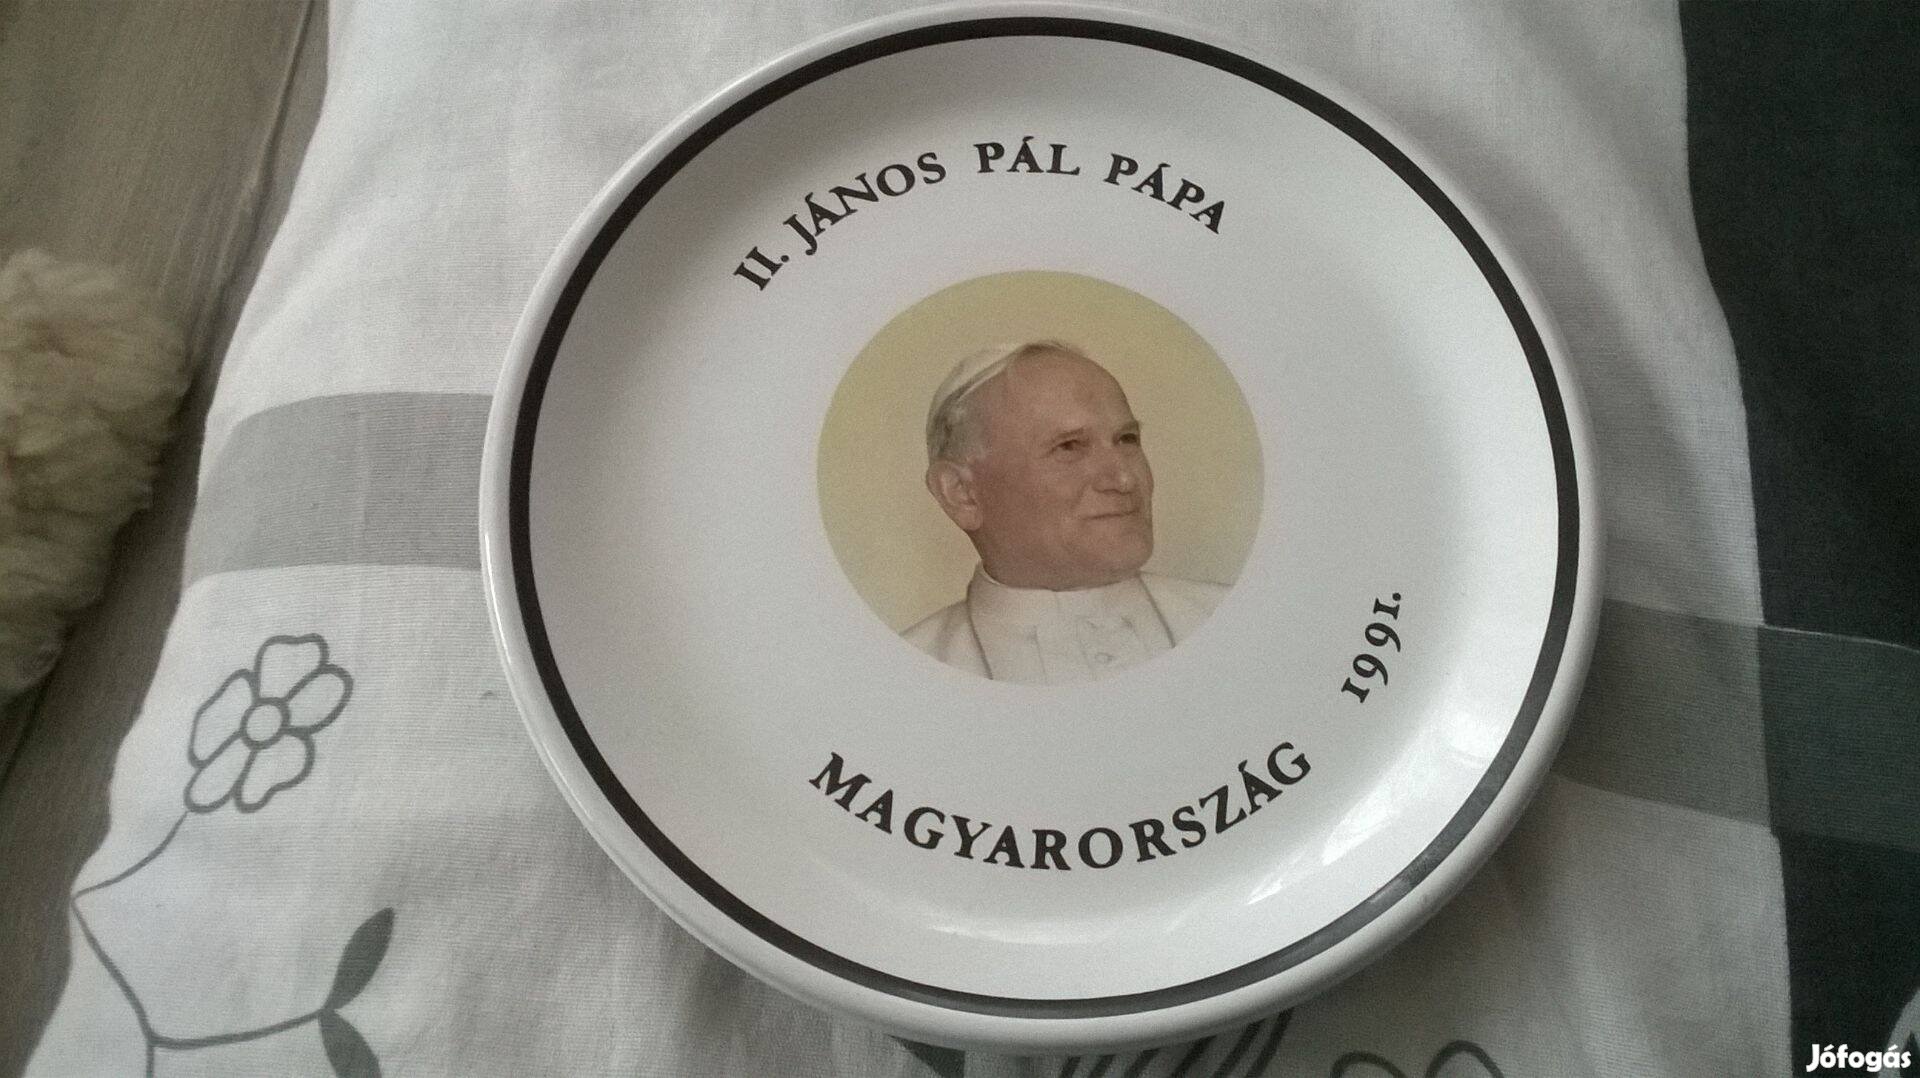 II. JÁNOS PÁL PÁPA
1991.
MAGYARORSZÁG
Jófogás